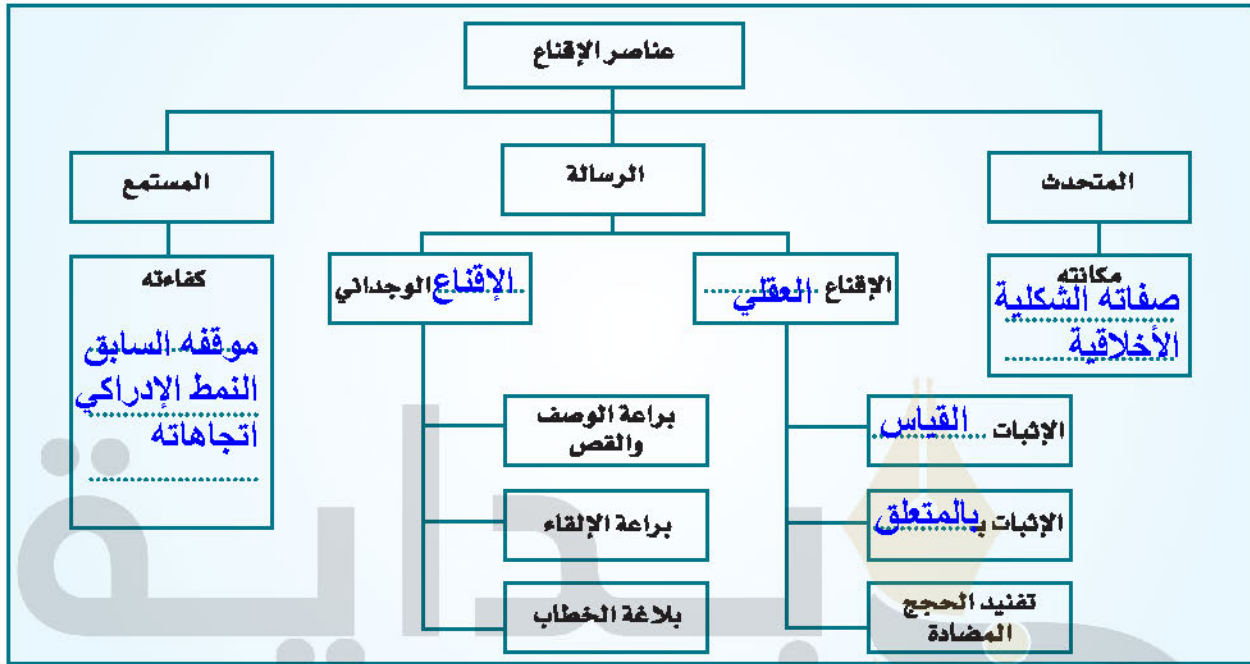 عناصر الإقناع
المتحدث
الرسالة
المستمع
مكانته
صفاته الشكلية
الأخلاقية
الإقناع العقلي
الإقناع الوجداني
كفاءته
موقفه السابق
النمط الإدراكي
اتجاهاته
الإثبات القياس
براعة الوصف
والقص
الإثبات بالمتعلق
براعة الإلقاء
تفنيد الحجج
المضادة
بلاغة الخطاب
بداية